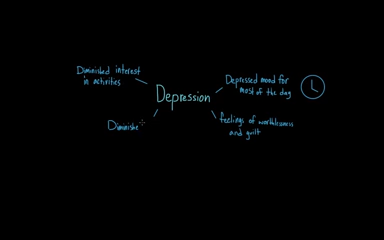 Diminished interest
in activities
Depression
Depressed mood for
most of the day
Diminishe
feelings of worthlessness
and guilt